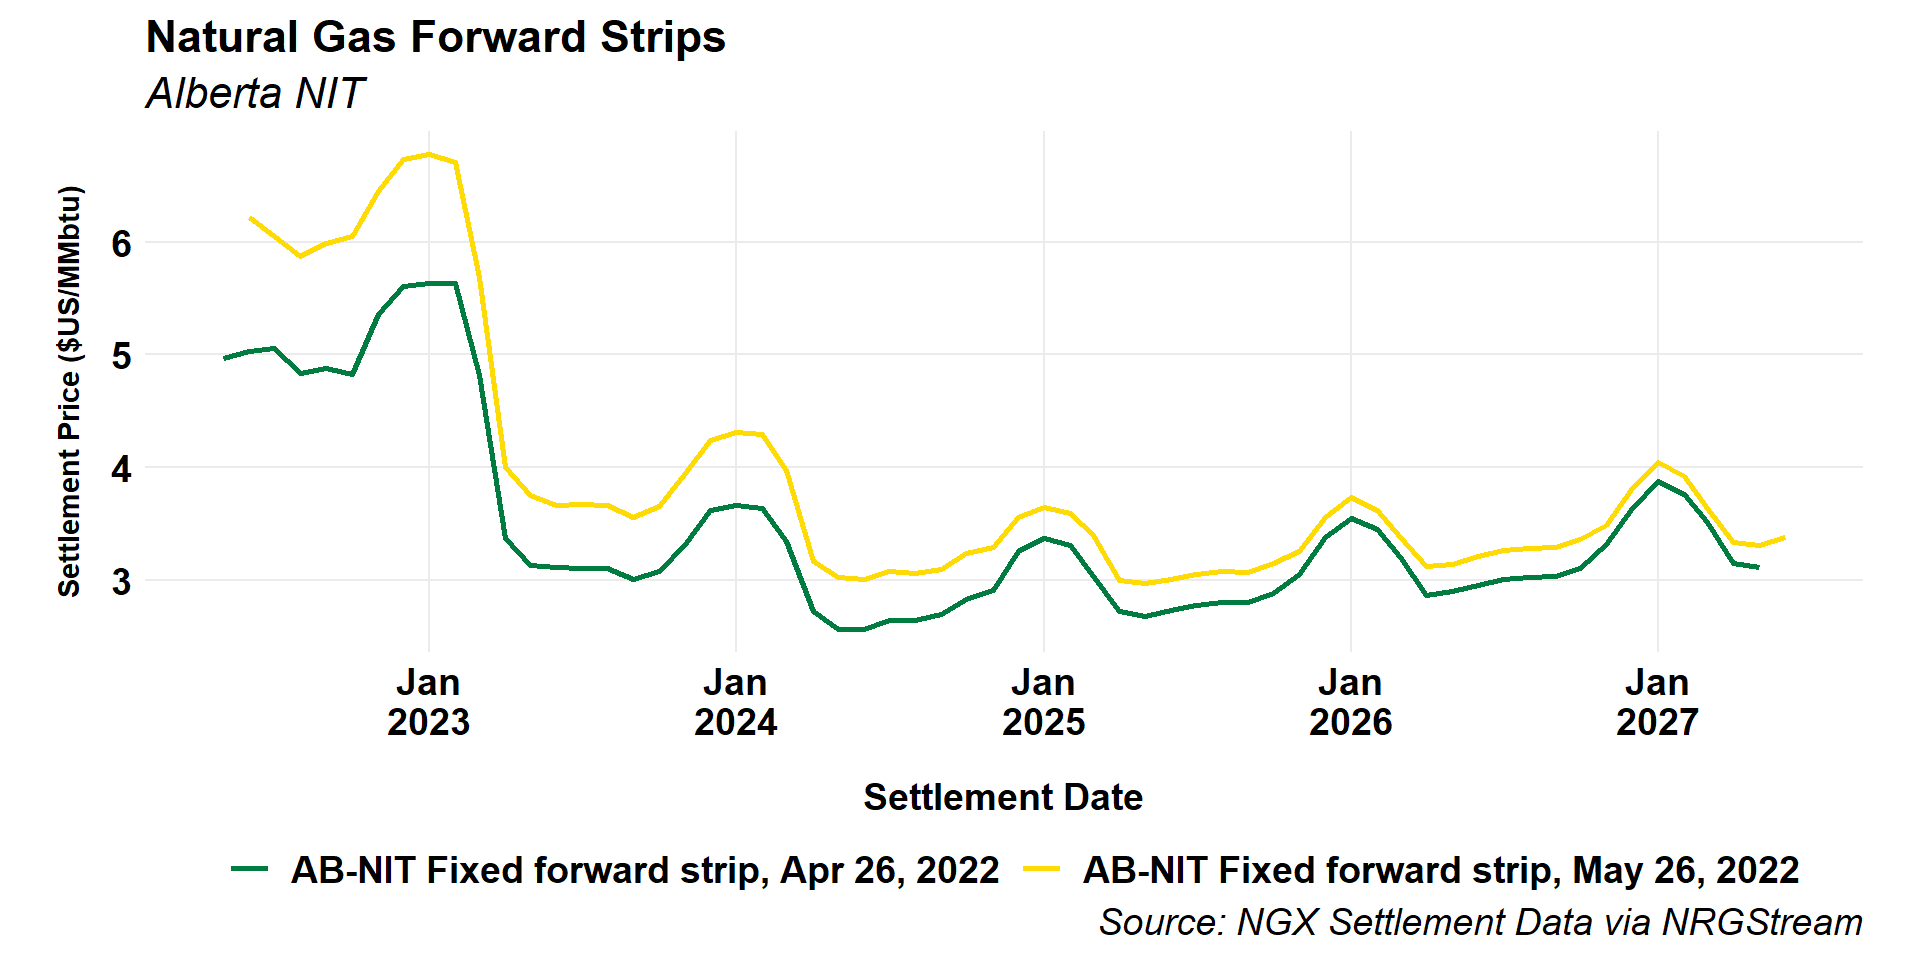 Natural Gas Forward Strips
Alberta NIT
Settlement Price ($US/MMbtu)
6
5
4
3
Jan
2023
Jan
2024
Jan
2025
Jan
2026
Jan
2027
Settlement Date
AB-NIT Fixed forward strip, Apr 26, 2022
AB-NIT Fixed forward strip, May 26, 2022
Source: NGX Settlement Data via NRGStream